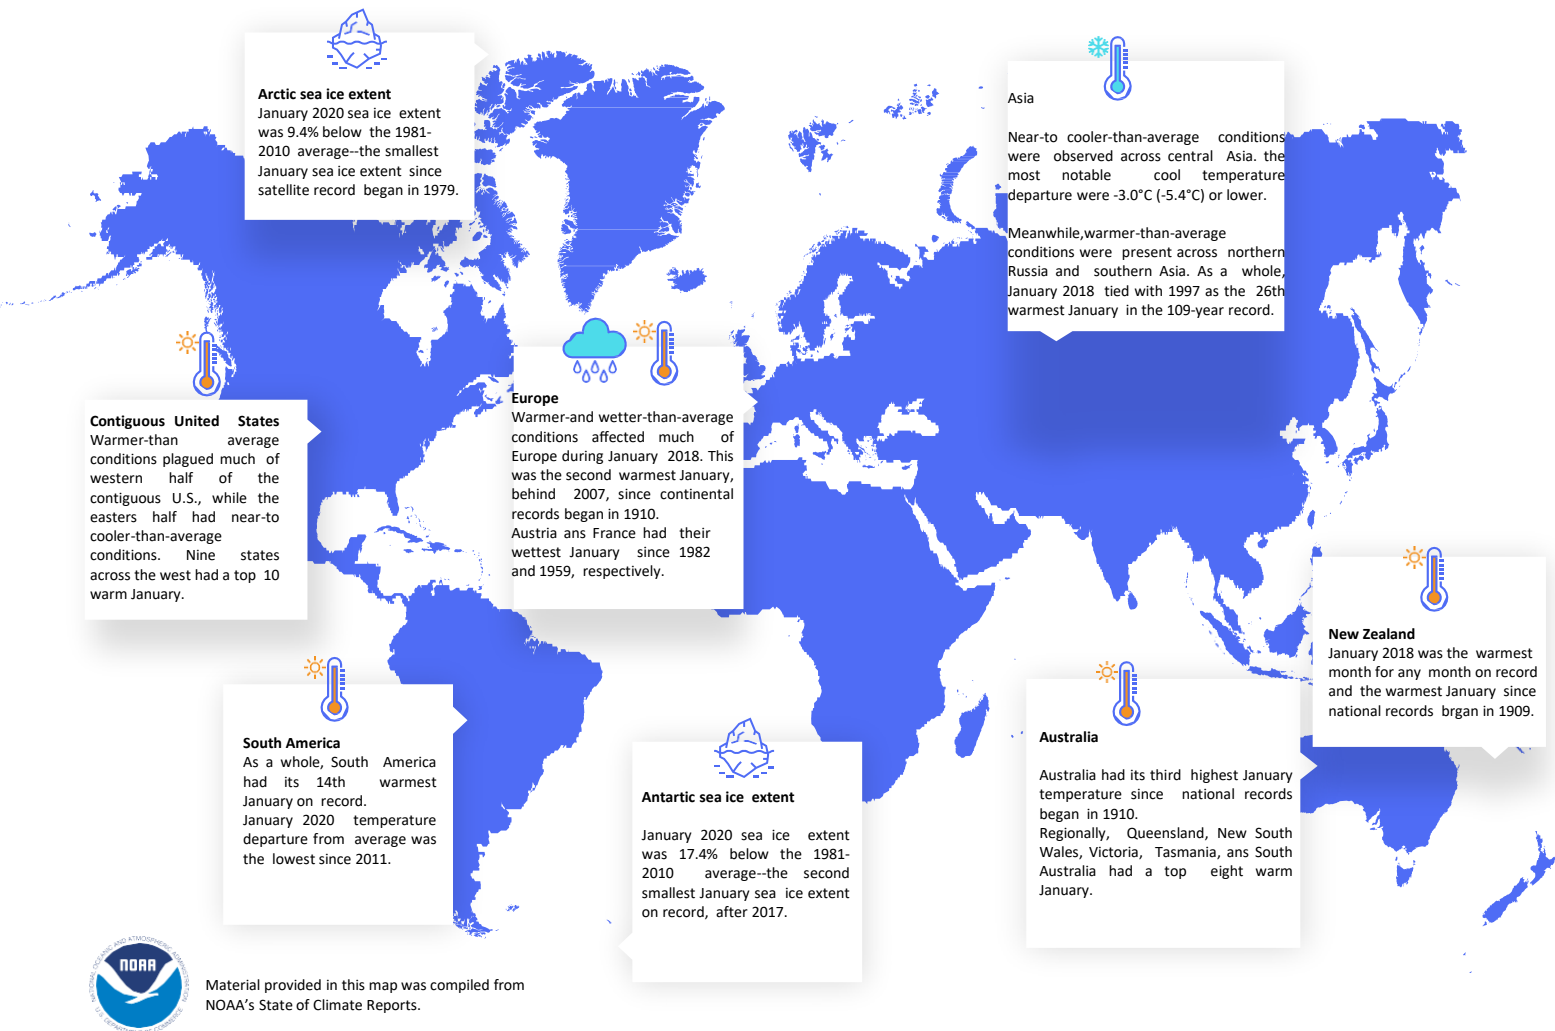 Arctic sea ice extent
January 2020 sea ice extent
was 9.4% below the 1981-
2010 average--the smallest
January sea ice extent since
satellite record began in 1979.
Asia
Near-to cooler-than-average conditions
were observed across central Asia. the
most notable cool temperature
departure were -3.0°C (-5.4°C) or lower.
Meanwhile,warmer-than-average
conditions were present across northern
Russia and southern Asia. As a whole,
January 2018 tied with 1997 as the 26th
warmest January in the 109-year record.
Contiguous United States
Warmer-than average
conditions plagued much of
western half of the
contiguous U.S., while the
easters half had near-to
cooler-than-average
conditions. Nine states
across the west had a top 10
warm January.
Europe
Warmer-and wetter-than-average
conditions affected much of
Europe during January 2018. This
was the second warmest January,
behind 2007, since continental
records began in 1910.
Austria ans France had their
wettest January since 1982
and 1959, respectively.
New Zealand
January 2018 was the warmest
month for any month on record
and the warmest January since
national records brgan in 1909.
South America
As a whole, South America
had its 14th warmest
January on record.
January 2020 temperature
departure from average was
the lowest since 2011.
Antartic sea ice extent
January 2020 sea ice extent
was 17.4% below the 1981-
2010 average--the second
smallest January sea ice extent
on record, after 2017.
Australia
Australia had its third highest January
temperature since national records
began in 1910.
Regionally, Queensland, New South
Wales, Victoria, Tasmania, ans South
Australia had a top eight warm
January.
NATIONAL OCEANIC AND ATMOSPHERIC ADMINISTRATION
NOAA
U.S. DEPARTMENT OF COMMERCE
Material provided in this map was compiled from
NOAA's State of Climate Reports.